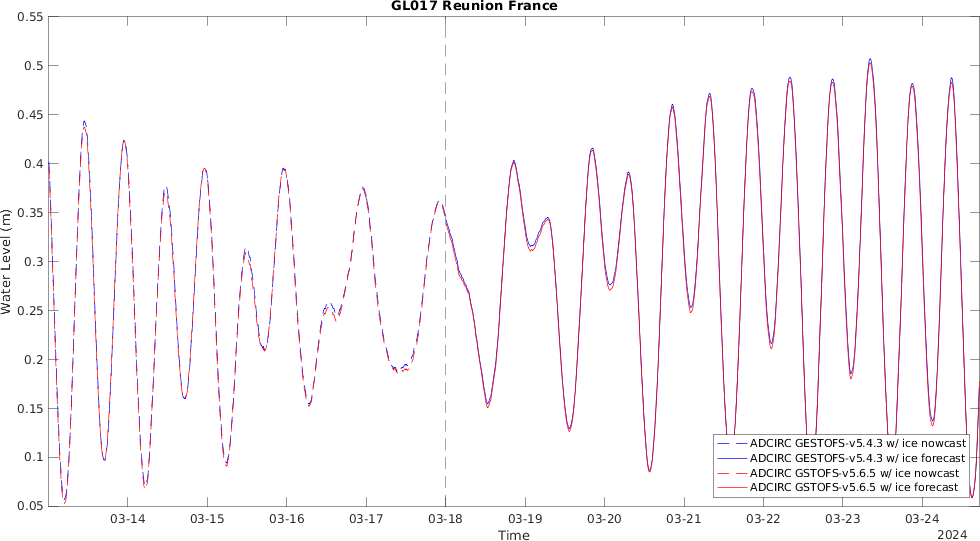 GL017 Reunion France
0.55
0.5
0.45
0.4
0.35
0.3
0.25
0.2
0.15
0.1
0.05
Water Level (m)
ADCIRC GESTOFS-v5.4.3 w/ ice nowcast
ADCIRC GESTOFS-v5.4.3 w/ ice forecast
ADCIRC GSTOFS-v5.6.5 w/ ice nowcast
ADCIRC GSTOFS-v5.6.5 w/ ice forecast
03-14 03-15 03-16 03-17 03-18 03-19 03-20 03-21 03-22 03-23 03-24
Time
2024